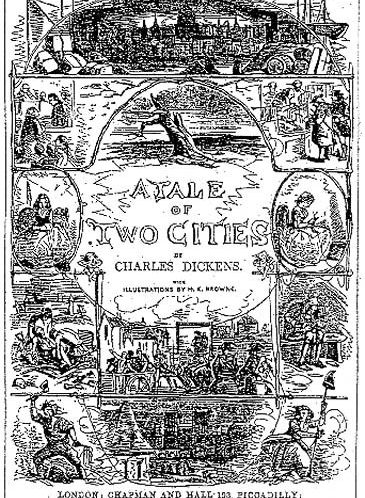 A TALE
OF
TWO CITIES
BY
CHARLES DICKENS.
WITH
ILLUSTRATIONS BY H. K. BROWNE.
LONDON: CHAPMAN AND HALL 193, PICCADILLY;